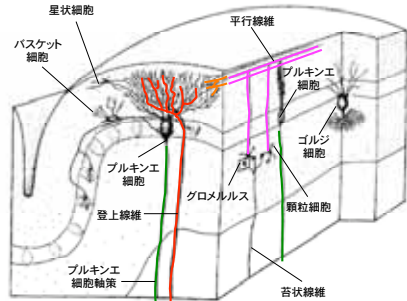 星状細胞
バスケット
細胞
平行線維
プルキンエ
細胞
ゴルジ
細胞
プルキンエ
細胞
グロメルルス
顆粒細胞
登上線維
プルキンエ
細胞軸策
苔状線維